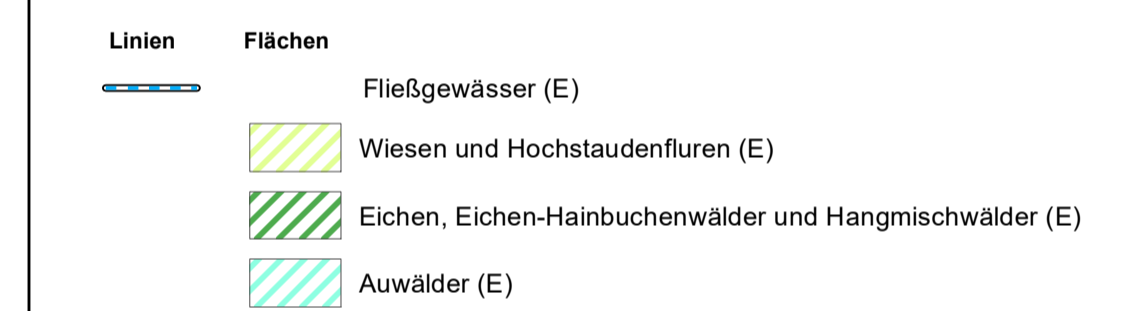 Linien Flächen
Fließgewässer (E)
Wiesen und Hochstaudenfluren (E)
Eichen, Eichen-Hainbuchenwälder und Hangmischwälder (E)
Auwälder (E)